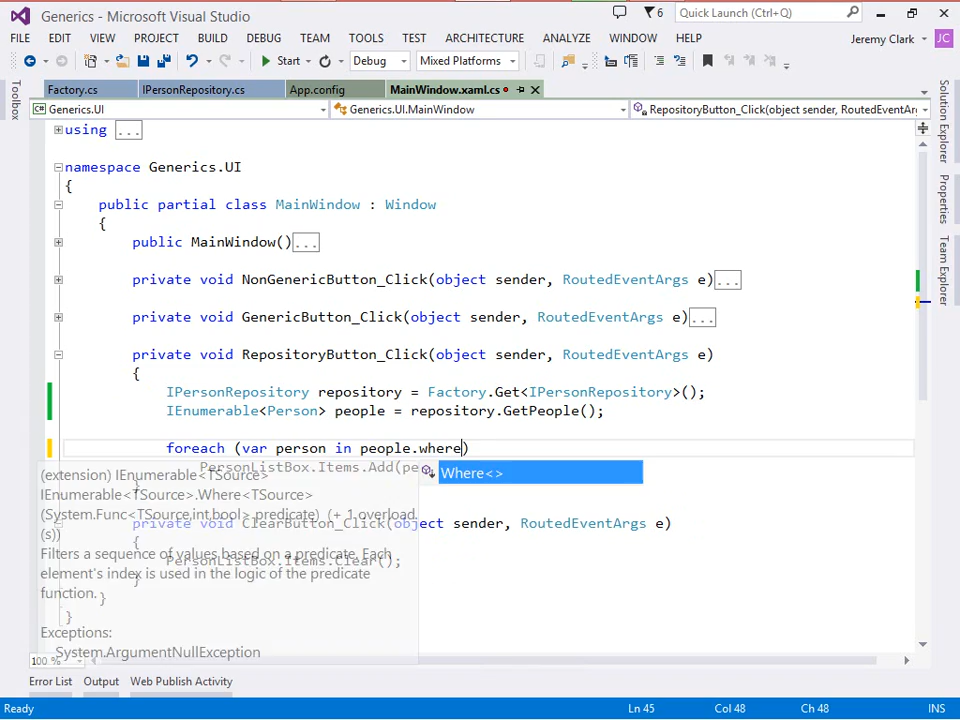 Generics - Microsoft Visual Studio
6
Quick Launch (Ctrl+Q)
FILE EDIT VIEW PROJECT BUILD DEBUG TEAM TOOLS TEST ARCHITECTURE ANALYZE WINDOW HELP
Jeremy Clark JC
Start Debug Mixed Platforms
Factory.cs IPersonRepository.cs App.config MainWindow.xaml.cs
Generics.UI Generics.UI.MainWindow RepositoryButton_Click(object sender, RoutedEventAr
Toolbox
Solution Explorer
Properties
Team Explorer
using ...
namespace Generics.UI
{
public partial class MainWindow : Window
{
public MainWindow()...
private void NonGenericButton_Click(object sender, RoutedEventArgs e)...
private void GenericButton_Click(object sender, RoutedEventArgs e)...
private void RepositoryButton_Click(object sender, RoutedEventArgs e)
{
IPersonRepository repository = Factory.Get<IPersonRepository>();
IEnumerable<Person> people = repository.GetPeople();
foreach (var person in people.where)
PersonListBox.Items.Add(pe
Where<>
}
private void ClearButton_Click(object sender, RoutedEventArgs e)
{
PersonListBox.Items.Clear();
}
}
}
(extension) IEnumerable<TSource>
IEnumerable<TSource>.Where<TSource>
(System.Func<TSource,int,bool> predicate) (+ 1 overload
(s))
Filters a sequence of values based on a predicate. Each
element's index is used in the logic of the predicate
function.
Exceptions:
System.ArgumentNullException
100 %
Error List Output Web Publish Activity
Ready Ln 45 Col 48 Ch 48 INS